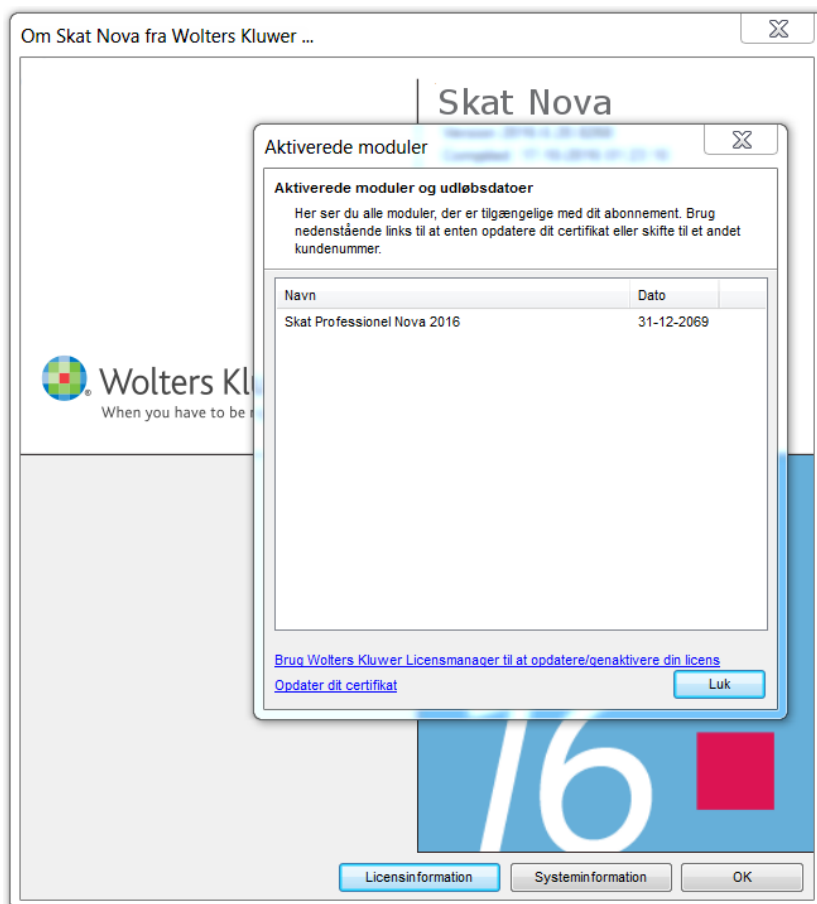 Om Skat Nova fra Wolters Kluwer ...
Skat Nova
Aktiverede moduler
Aktiverede moduler og udløbsdatoer
Her ser du alle moduler, der er tilgængelige med dit abonnement. Brug
nedenstående links til at enten opdatere dit certifikat eller skifte til et andet
kundenummer.
Navn Dato
Skat Professionel Nova 2016 31-12-2069
Wolters Kl
When you have to be
Brug Wolters Kluwer Licensmanager til at opdatere/genaktivere din licens
Opdater dit certifikat
Luk
16
Licensinformation Systeminformation OK